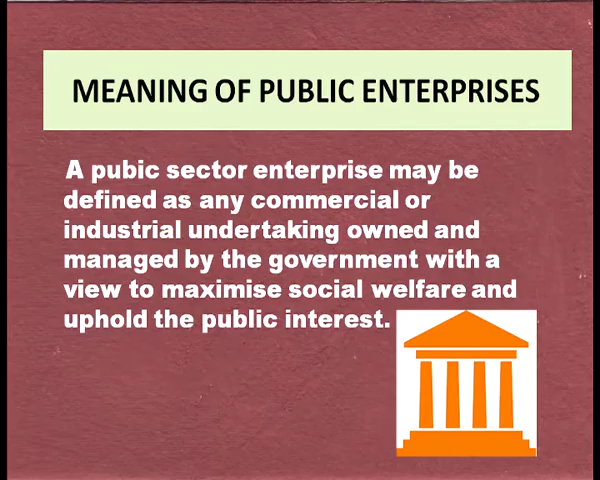 MEANING OF PUBLIC ENTERPRISES
A pubic sector enterprise may be
defined as any commercial or
industrial undertaking owned and
managed by the government with a
view to maximise social welfare and
uphold the public interest.